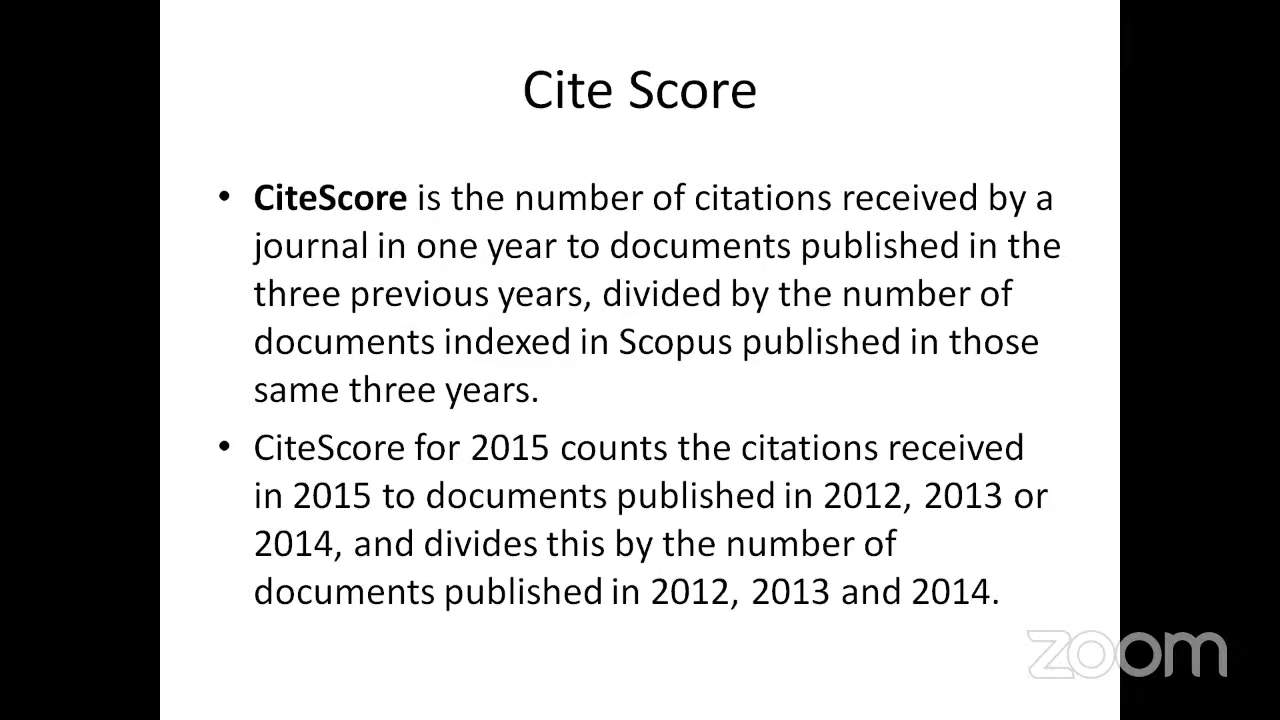 Cite Score
• CiteScore is the number of citations received by a
journal in one year to documents published in the
three previous years, divided by the number of
documents indexed in Scopus published in those
same three years.
• CiteScore for 2015 counts the citations received
in 2015 to documents published in 2012, 2013 or
2014, and divides this by the number of
documents published in 2012, 2013 and 2014.
zoom